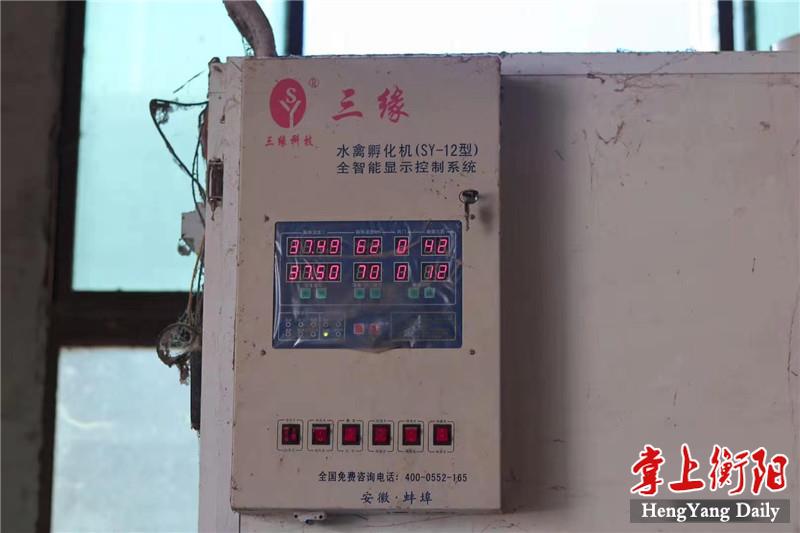 SY®
三缘
三缘科技
水禽孵化机(SY-12型)
全智能显示控制系统
37.49 62 0 42
37.50 70 0 12
全国免费咨询电话:400-0552-165
安徽·蚌埠
掌上衡阳
HengYang Daily